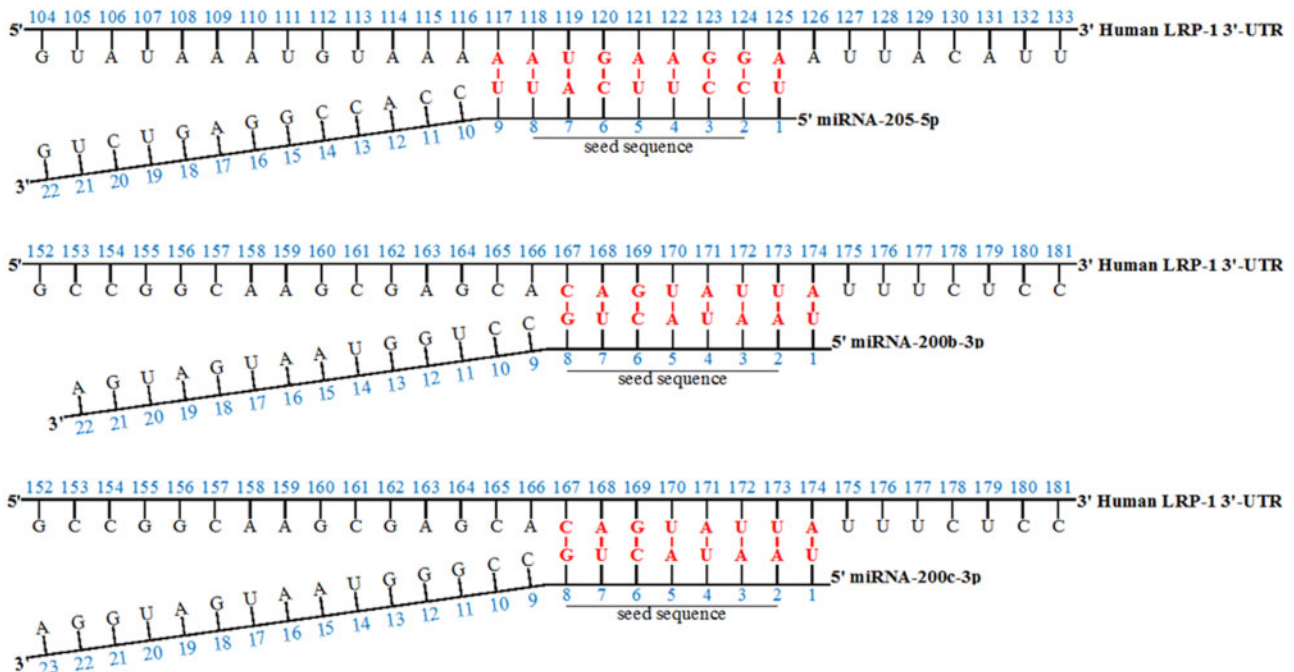 104 105 106 107 108 109 110 111 112 113 114 115 116 117 118 119 120 121 122 123 124 125 126 127 128 129 130 131 132 133
5' 3' Human LRP-1 3'-UTR
G U A U A A A U G U A A A A A U G A A G G A A U U A C A U U
G U C U G A G G C C A C C U U A C U U C C U
3' 5' miRNA-205-5p
22 21 20 19 18 17 16 15 14 13 12 11 10 9 8 7 6 5 4 3 2 1
seed sequence
152 153 154 155 156 157 158 159 160 161 162 163 164 165 166 167 168 169 170 171 172 173 174 175 176 177 178 179 180 181
5' 3' Human LRP-1 3'-UTR
G C C G G C A A G C G A G C A C A G U A U U A U U U C U C C
A G U A G U A A U G G U C C G U C A U A A U
3' 5' miRNA-200b-3p
22 21 20 19 18 17 16 15 14 13 12 11 10 9 8 7 6 5 4 3 2 1
seed sequence
152 153 154 155 156 157 158 159 160 161 162 163 164 165 166 167 168 169 170 171 172 173 174 175 176 177 178 179 180 181
5' 3' Human LRP-1 3'-UTR
G C C G G C A A G C G A G C A C A G U A U U A U U U C U C C
A G G U A G U A A U G G G C C G U C A U A A U
3' 5' miRNA-200c-3p
23 22 21 20 19 18 17 16 15 14 13 12 11 10 9 8 7 6 5 4 3 2 1
seed sequence